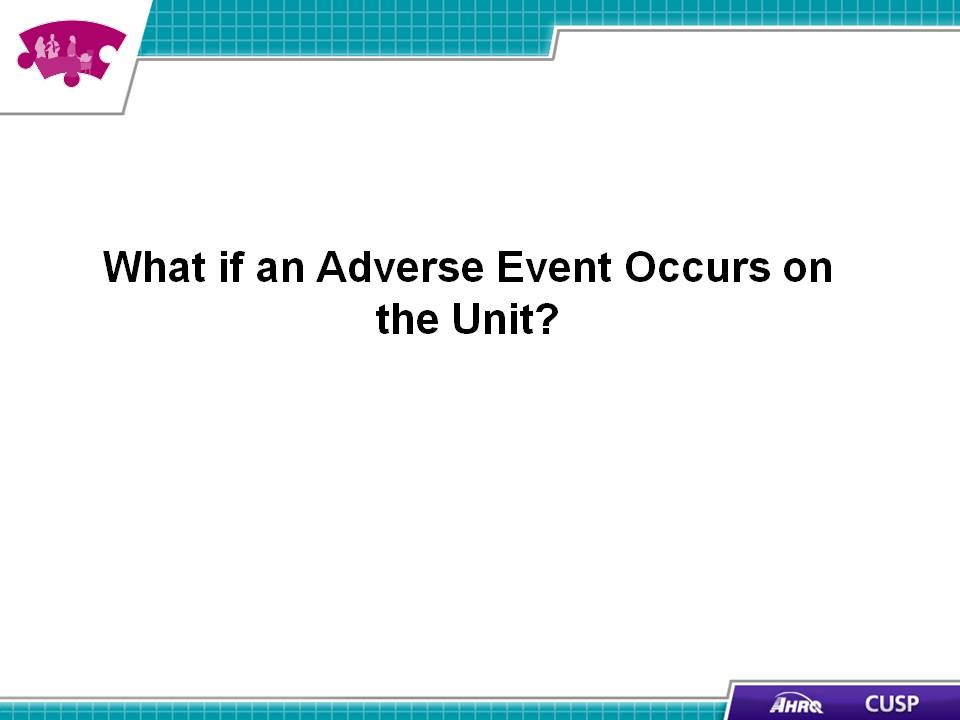 What if an Adverse Event Occurs on
the Unit?
AHRQ CUSP